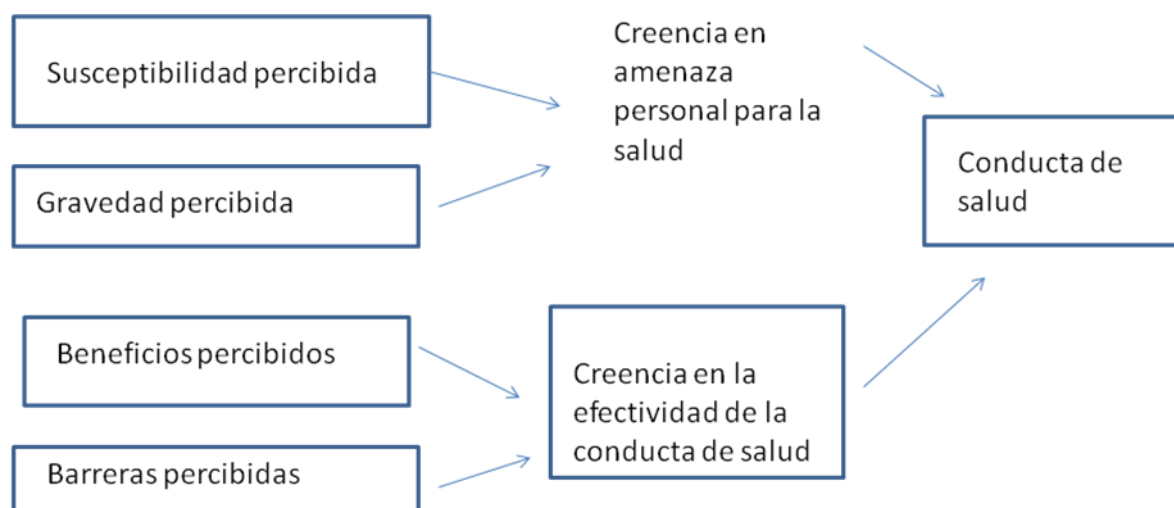 Susceptibilidad percibida
Gravedad percibida
Creencia en
amenaza
personal para la
salud
Beneficios percibidos
Barreras percibidas
Creencia en la
efectividad de la
conducta de salud
Conducta de
salud